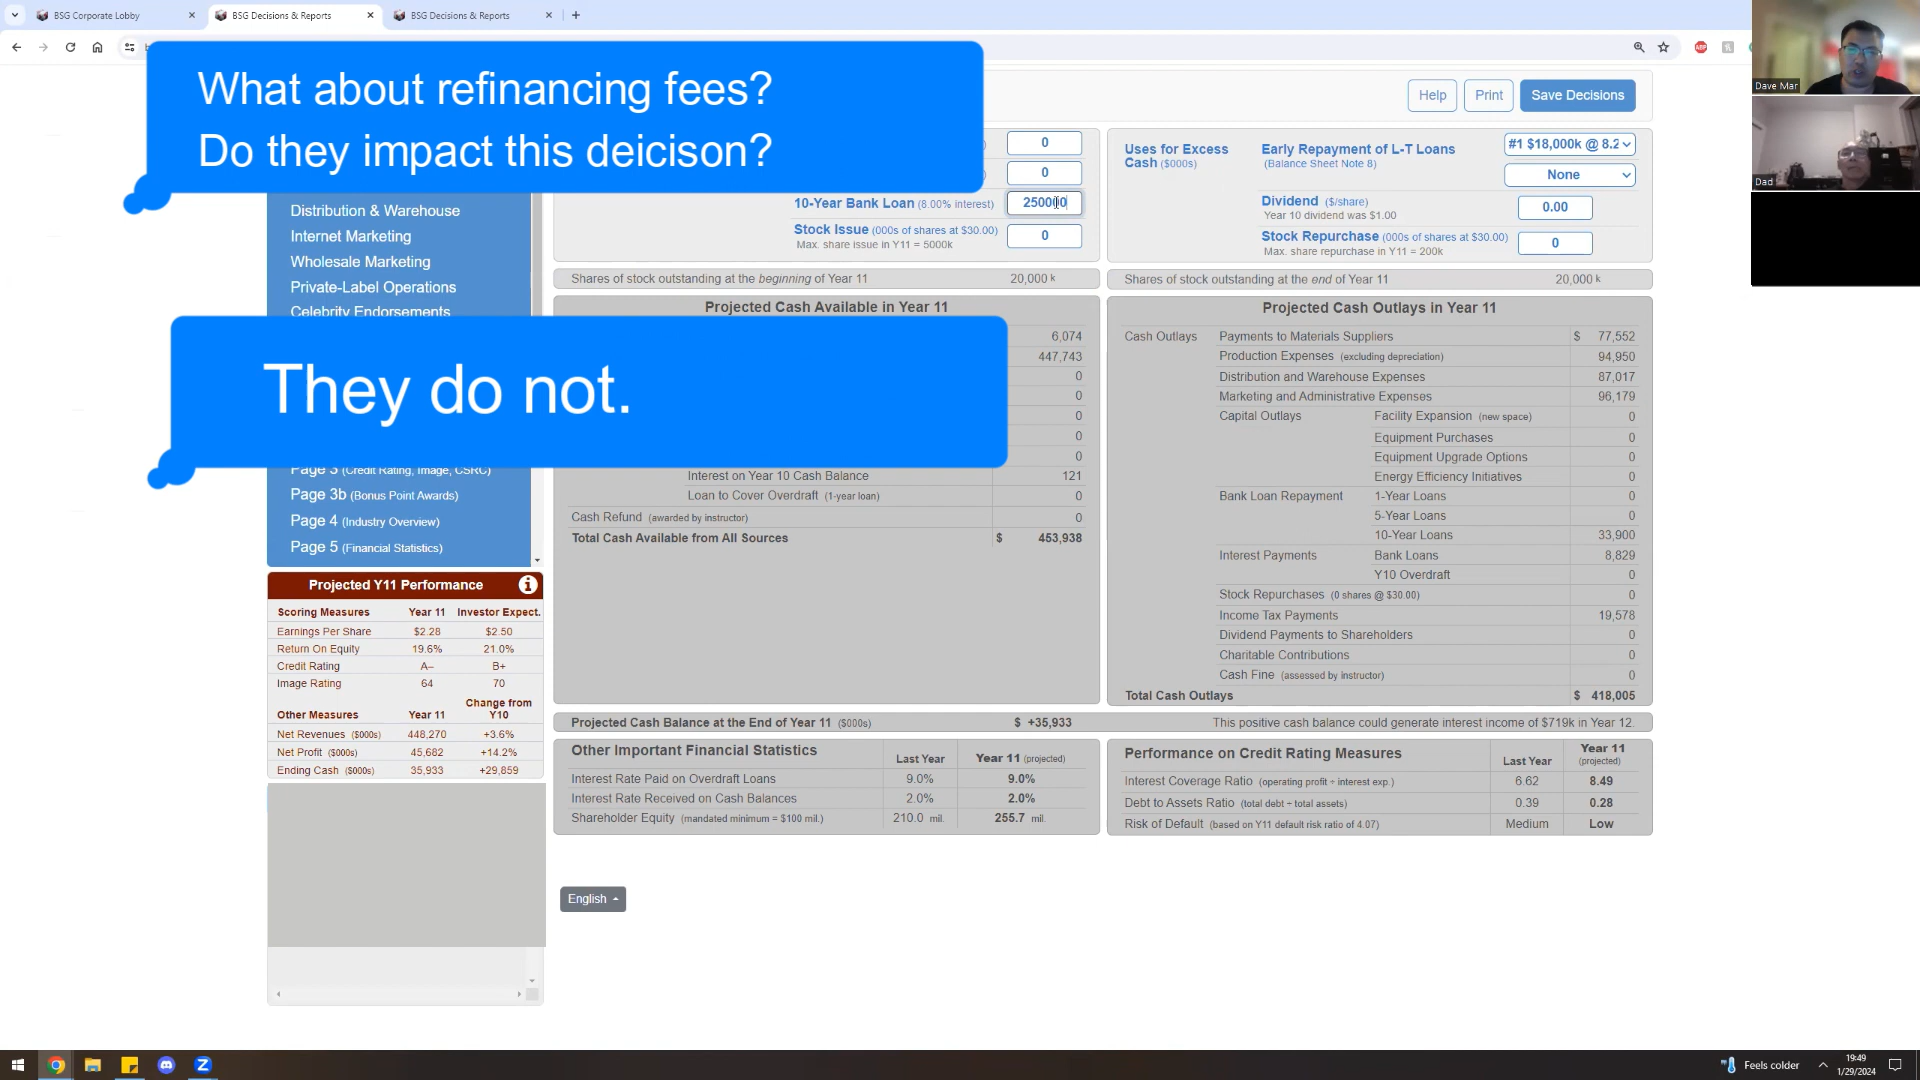 BSG Corporate Lobby
BSG Decisions & Reports
BSG Decisions & Reports
What about refinancing fees?
Do they impact this deicison?
Help
Print
Save Decisions
Dave Mar
Dad
0
0
10-Year Bank Loan (8.00% interest)
250000
Stock Issue (000s of shares at $30.00)
Max. share issue in Y11 = 5000k
0
Uses for Excess
Cash ($000s)
Early Repayment of L-T Loans
(Balance Sheet Note 8)
#1 $18,000k @ 8.2
None
Dividend ($/share)
Year 10 dividend was $1.00
0.00
Stock Repurchase (000s of shares at $30.00)
Max. share repurchase in Y11 = 200k
0
Distribution & Warehouse
Internet Marketing
Wholesale Marketing
Private-Label Operations
Celebrity Endorsements
They do not.
Page 3 (Credit Rating, Image, CSRC)
Page 3b (Bonus Point Awards)
Page 4 (Industry Overview)
Page 5 (Financial Statistics)
Shares of stock outstanding at the beginning of Year 11 20,000 k
Shares of stock outstanding at the end of Year 11 20,000 k
Projected Cash Available in Year 11
6,074
447,743
0
0
0
0
0
Interest on Year 10 Cash Balance 121
Loan to Cover Overdraft (1-year loan) 0
Cash Refund (awarded by instructor) 0
Total Cash Available from All Sources $ 453,938
Projected Cash Outlays in Year 11
Cash Outlays Payments to Materials Suppliers $ 77,552
Production Expenses (excluding depreciation) 94,950
Distribution and Warehouse Expenses 87,017
Marketing and Administrative Expenses 96,179
Capital Outlays Facility Expansion (new space) 0
Equipment Purchases 0
Equipment Upgrade Options 0
Energy Efficiency Initiatives 0
Bank Loan Repayment 1-Year Loans 0
5-Year Loans 0
10-Year Loans 33,900
Interest Payments Bank Loans 8,829
Y10 Overdraft 0
Stock Repurchases (0 shares @ $30.00) 0
Income Tax Payments 19,578
Dividend Payments to Shareholders 0
Charitable Contributions 0
Cash Fine (assessed by instructor) 0
Total Cash Outlays $ 418,005
Projected Cash Balance at the End of Year 11 ($000s) $ +35,933 This positive cash balance could generate interest income of $719k in Year 12.
Projected Y11 Performance
Scoring Measures Year 11 Investor Expect.
Earnings Per Share $2.28 $2.50
Return On Equity 19.6% 21.0%
Credit Rating A– B+
Image Rating 64 70
Other Measures Year 11 Change from Y10
Net Revenues ($000s) 448,270 +3.6%
Net Profit ($000s) 45,682 +14.2%
Ending Cash ($000s) 35,933 +29,859
Other Important Financial Statistics Last Year Year 11 (projected)
Interest Rate Paid on Overdraft Loans 9.0% 9.0%
Interest Rate Received on Cash Balances 2.0% 2.0%
Shareholder Equity (mandated minimum = $100 mil.) 210.0 mil. 255.7 mil.
Performance on Credit Rating Measures Last Year Year 11 (projected)
Interest Coverage Ratio (operating profit ÷ interest exp.) 6.62 8.49
Debt to Assets Ratio (total debt ÷ total assets) 0.39 0.28
Risk of Default (based on Y11 default risk ratio of 4.07) Medium Low
English
Feels colder
19:49
1/29/2024